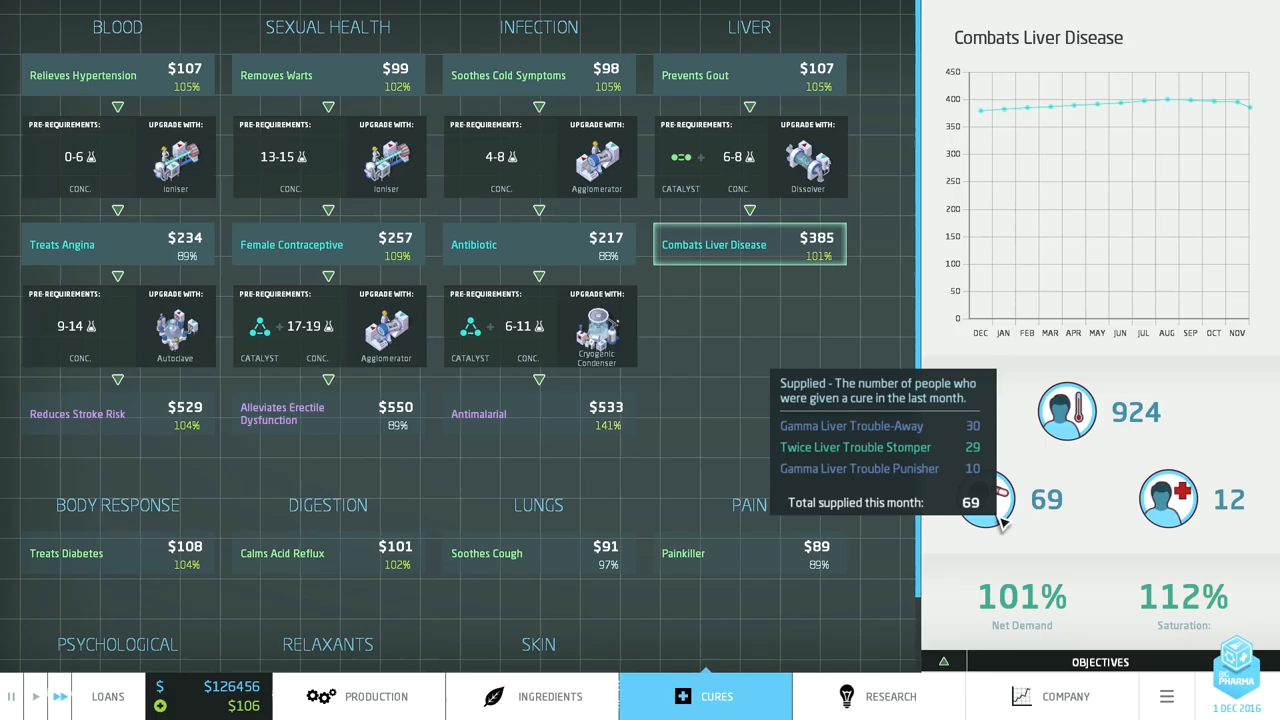 BLOOD
SEXUAL HEALTH
INFECTION
LIVER
Relieves Hypertension
$107
105%
Removes Warts
$99
102%
Soothes Cold Symptoms
$98
105%
Prevents Gout
$107
105%
PRE-REQUIREMENTS:
UPGRADE WITH:
0-6
CONC.
Ioniser
PRE-REQUIREMENTS:
UPGRADE WITH:
13-15
CONC.
Ioniser
PRE-REQUIREMENTS:
UPGRADE WITH:
4-8
CONC.
Agglomerator
PRE-REQUIREMENTS:
UPGRADE WITH:
+ 6-8
CATALYST
CONC.
Dissolver
Treats Angina
$234
89%
Female Contraceptive
$257
109%
Antibiotic
$217
88%
Combats Liver Disease
$385
101%
PRE-REQUIREMENTS:
UPGRADE WITH:
9-14
CONC.
Autoclave
PRE-REQUIREMENTS:
UPGRADE WITH:
+ 17-19
CATALYST
CONC.
Agglomerator
PRE-REQUIREMENTS:
UPGRADE WITH:
+ 6-11
CATALYST
CONC.
Cryogenic
Condenser
Reduces Stroke Risk
$529
104%
Alleviates Erectile
Dysfunction
$550
89%
Antimalarial
$533
141%
BODY RESPONSE
DIGESTION
LUNGS
PAIN
Treats Diabetes
$108
104%
Calms Acid Reflux
$101
102%
Soothes Cough
$91
97%
Painkiller
$89
89%
PSYCHOLOGICAL
RELAXANTS
SKIN
Combats Liver Disease
450
400
350
300
250
200
150
100
50
0
DEC JAN FEB MAR APR MAY JUN JUL AUG SEP OCT NOV
Supplied - The number of people who
were given a cure in the last month.
Gamma Liver Trouble-Away 30
Twice Liver Trouble Stomper 29
Gamma Liver Trouble Punisher 10
Total supplied this month: 69
924
69
12
101%
Net Demand
112%
Saturation:
OBJECTIVES
LOANS
$ $126456
$106
PRODUCTION
INGREDIENTS
CURES
RESEARCH
COMPANY
BIG
PHARMA
1 DEC 2016